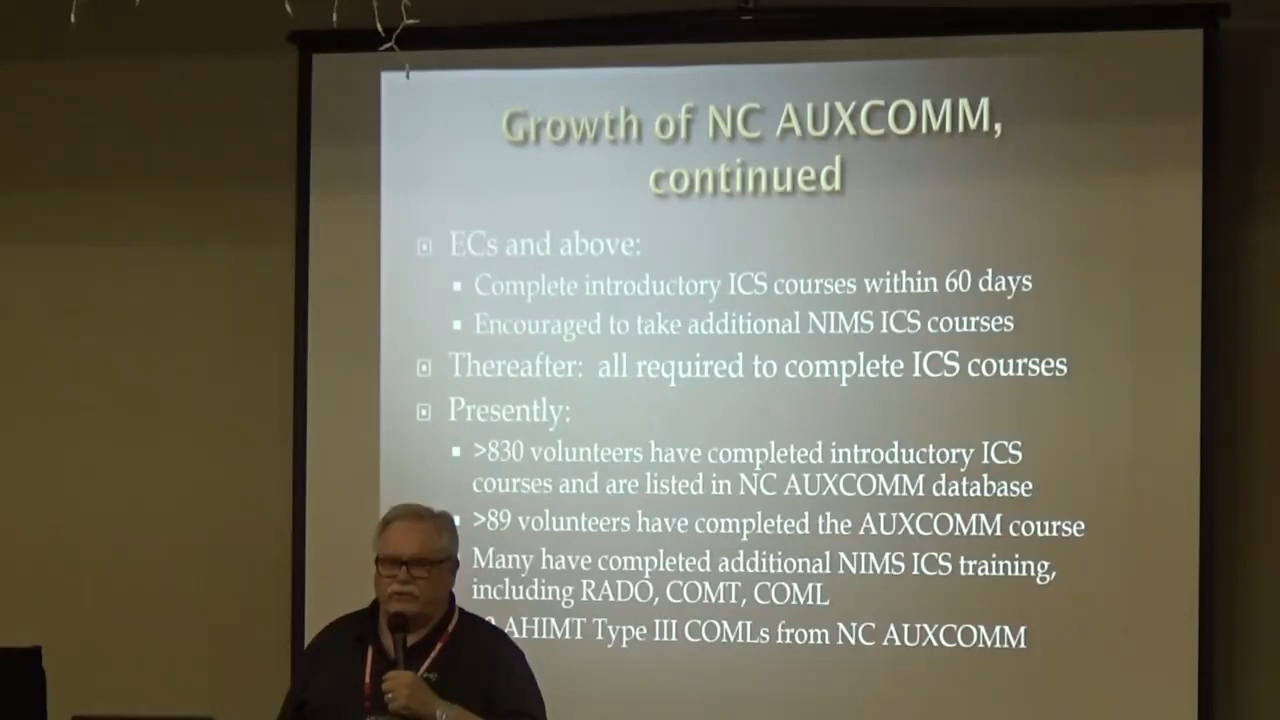 Growth of NC AUXCOMM,
continued
ECs and above:
Complete introductory ICS courses within 60 days
Encouraged to take additional NIMS ICS courses
Thereafter: all required to complete ICS courses
Presently:
>830 volunteers have completed introductory ICS
courses and are listed in NC AUXCOMM database
>89 volunteers have completed the AUXCOMM course
Many have completed additional NIMS ICS training,
including RADO, COMT, COML
AHIMT Type III COMLs from NC AUXCOMM